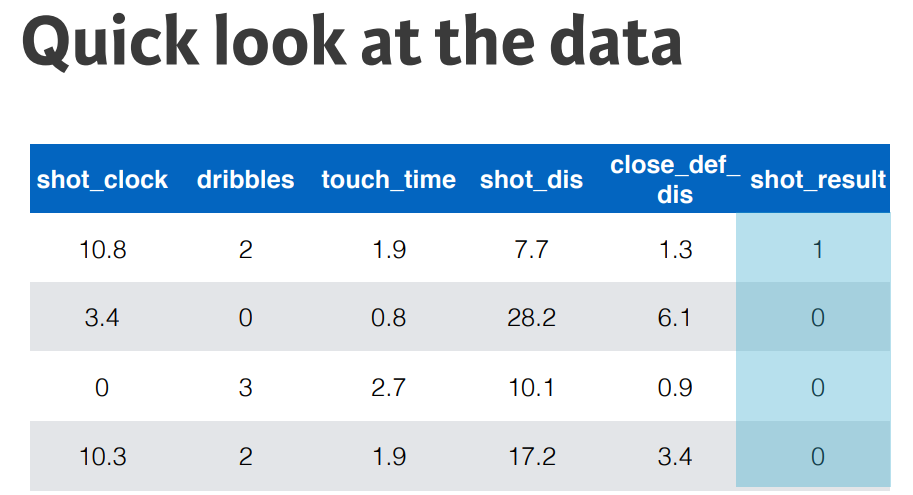 Quick look at the data
shot_clock dribbles touch_time shot_dis close_def_dis shot_result
10.8 2 1.9 7.7 1.3 1
3.4 0 0.8 28.2 6.1 0
0 3 2.7 10.1 0.9 0
10.3 2 1.9 17.2 3.4 0